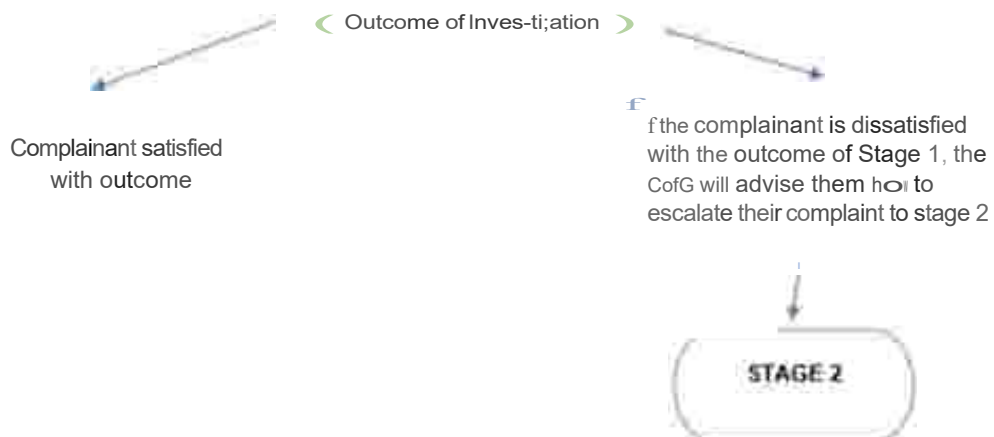 Outcome of Inves-ti;ation
Complainant satisfied
with outcome
f
f the complainant is dissatisfied
with the outcome of Stage 1, the
CofG will advise them to
escalate their complaint to stage 2
STAGE 2